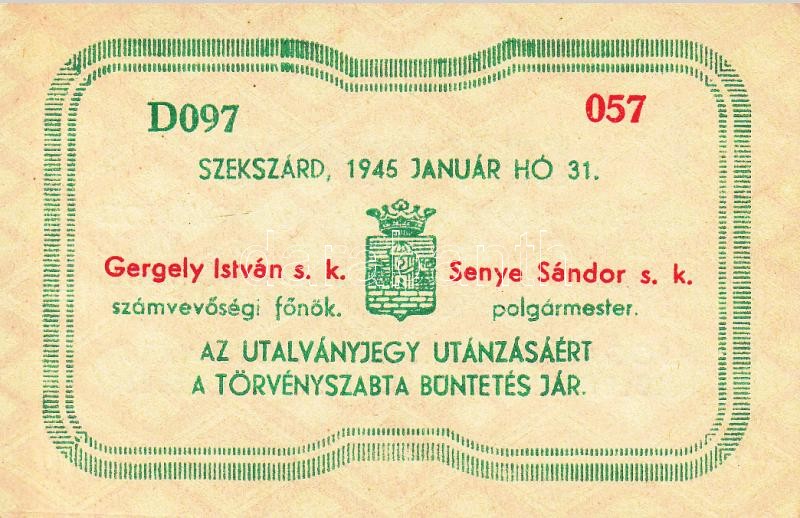 D097 057
SZEKSZÁRD, 1945 JANUÁR HÓ 31.
Gergely István s. k. Senye Sándor s. k.
számvevőségi főnök. polgármester.
AZ UTALVÁNYJEGY UTÁNZÁSÁÉRT
A TÖRVÉNYSZABTA BÜNTETÉS JÁR.